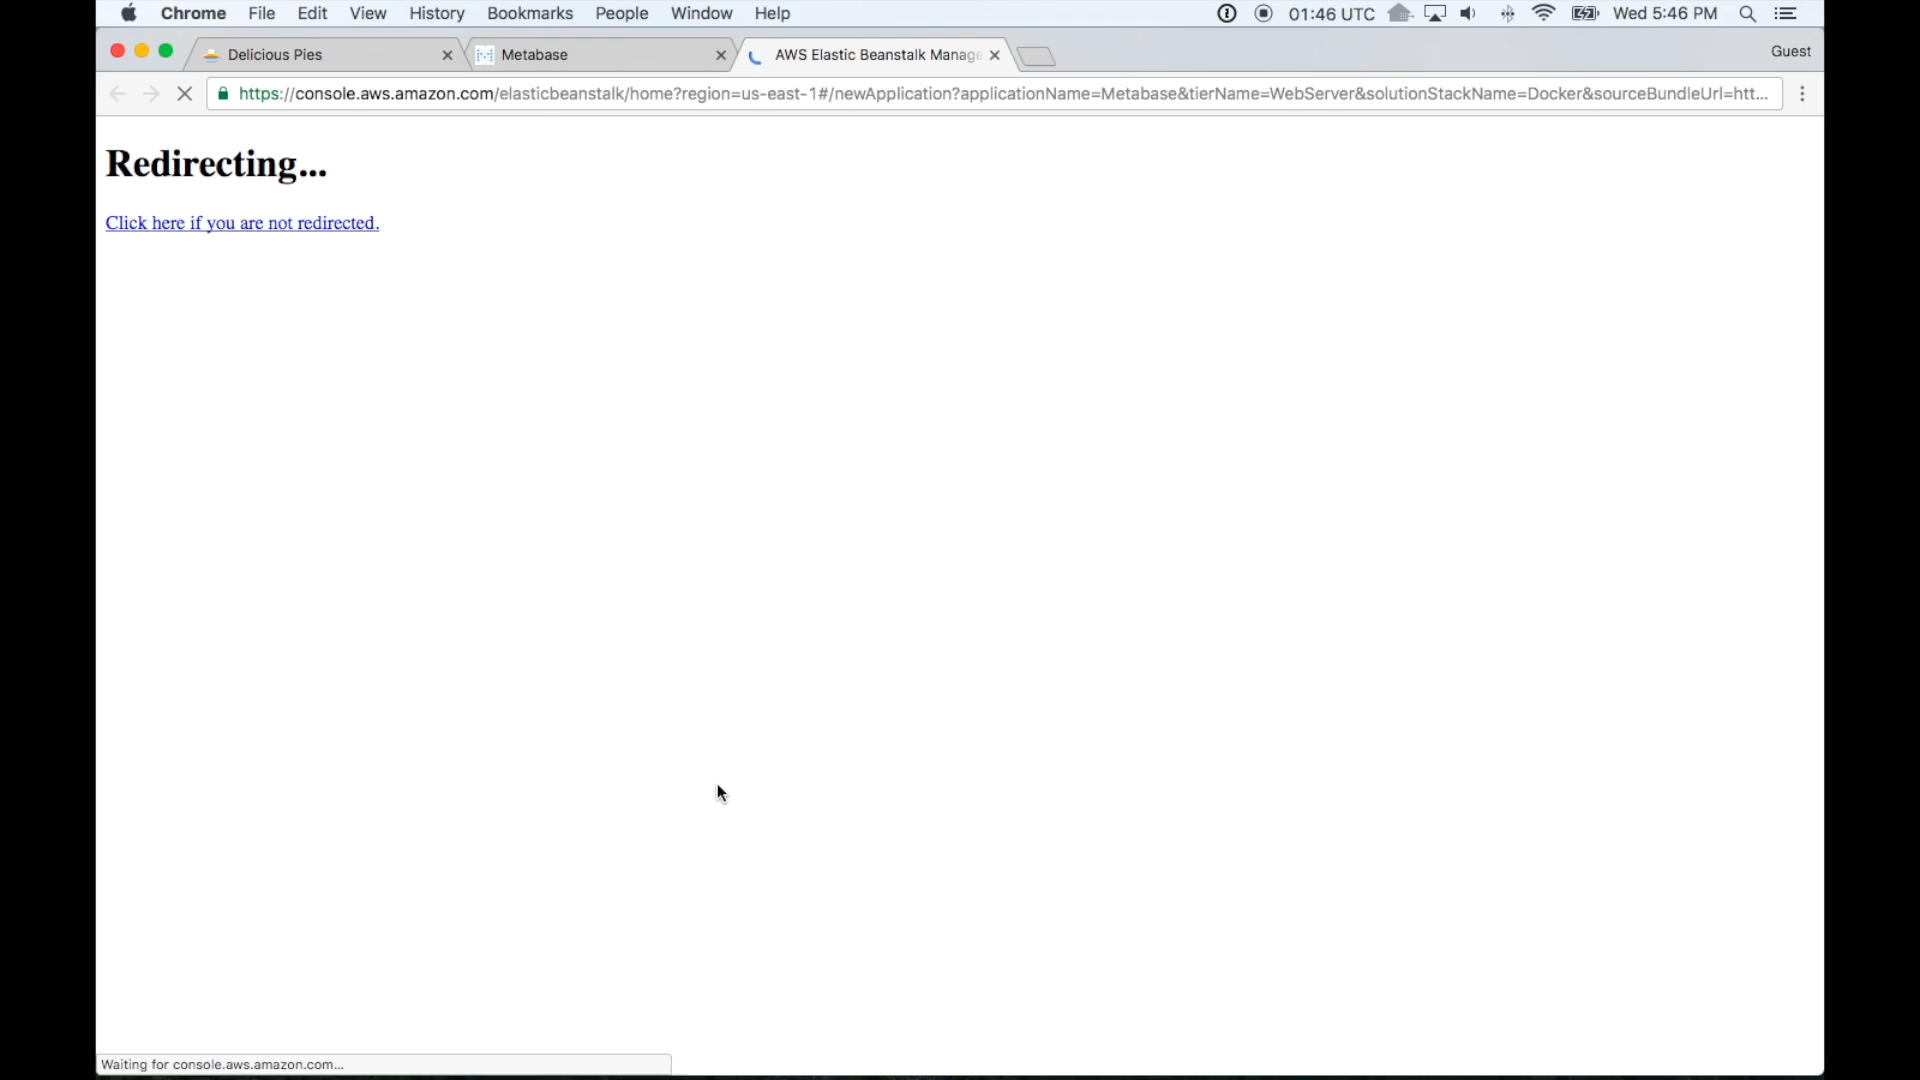 Chrome File Edit View History Bookmarks People Window Help 01:46 UTC Wed 5:46 PM
Delicious Pies Metabase AWS Elastic Beanstalk Manage Guest
https://console.aws.amazon.com/elasticbeanstalk/home?region=us-east-1#/newApplication?applicationName=Metabase&tierName=WebServer&solutionStackName=Docker&sourceBundleUrl=htt...
Redirecting...
Click here if you are not redirected.
Waiting for console.aws.amazon.com...